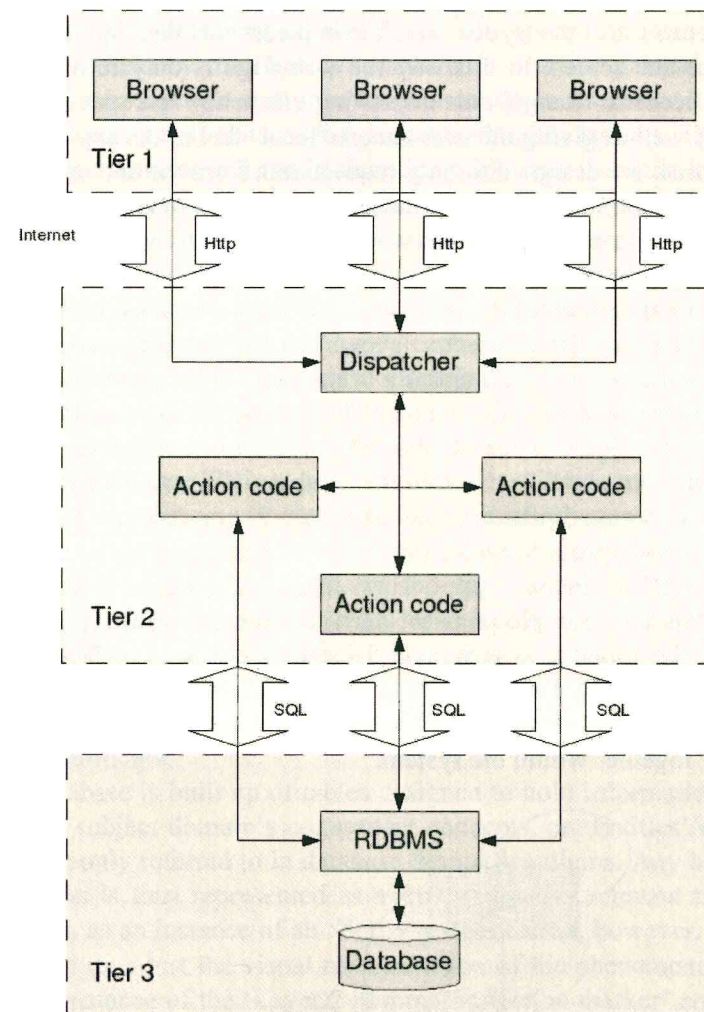 Browser Browser Browser
Tier 1
Internet Http Http Http
Dispatcher
Action code Action code
Action code
Tier 2
SQL SQL SQL
RDBMS
Database
Tier 3